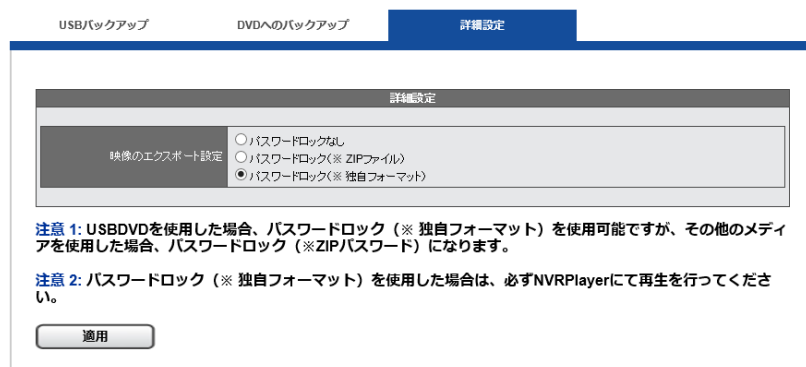 USBバックアップ DVDへのバックアップ 詳細設定
詳細設定
映像のエクスポート設定
パスワードロックなし
パスワードロック(※ ZIPファイル)
パスワードロック(※ 独自フォーマット)
注意 1: USBDVDを使用した場合、パスワードロック（※ 独自フォーマット）を使用可能ですが、その他のメディ
アを使用した場合、パスワードロック（※ZIPパスワード）になります。
注意 2: パスワードロック（※ 独自フォーマット）を使用した場合は、必ずNVRPlayerにて再生を行ってくださ
い。
適用